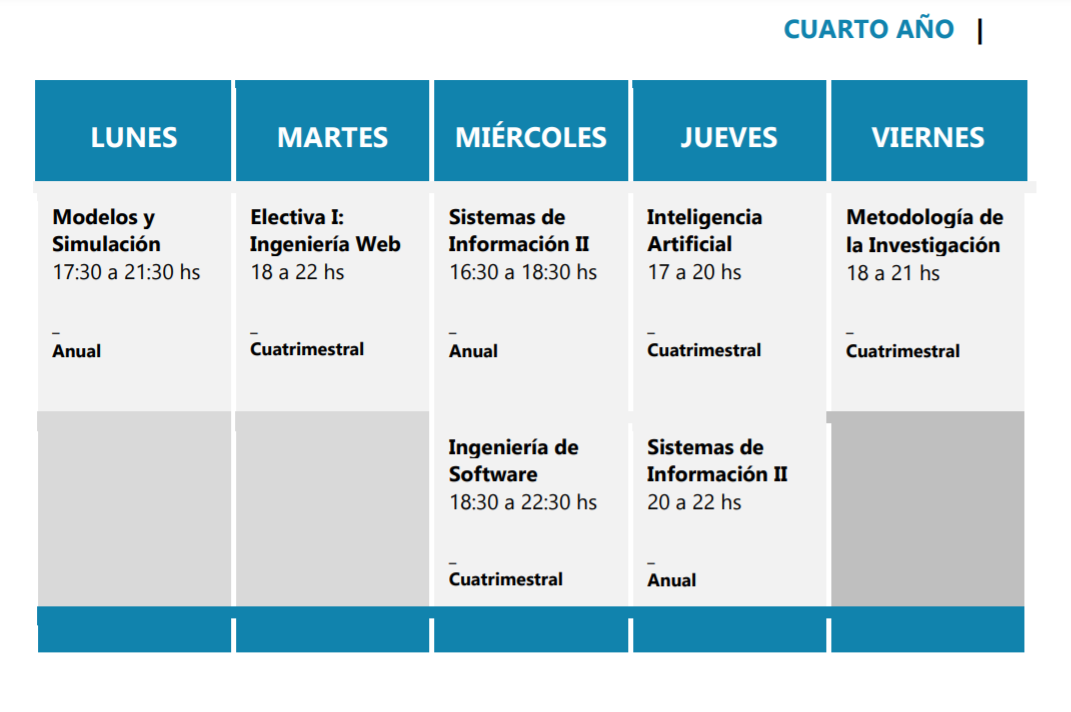 CUARTO AÑO |
LUNES
MARTES
MIÉRCOLES
JUEVES
VIERNES
Modelos y
Simulación
17:30 a 21:30 hs
_
Anual
Electiva I:
Ingeniería Web
18 a 22 hs
_
Cuatrimestral
Sistemas de
Información II
16:30 a 18:30 hs
_
Anual
Inteligencia
Artificial
17 a 20 hs
_
Cuatrimestral
Metodología de
la Investigación
18 a 21 hs
_
Cuatrimestral
Ingeniería de
Software
18:30 a 22:30 hs
_
Cuatrimestral
Sistemas de
Información II
20 a 22 hs
_
Anual